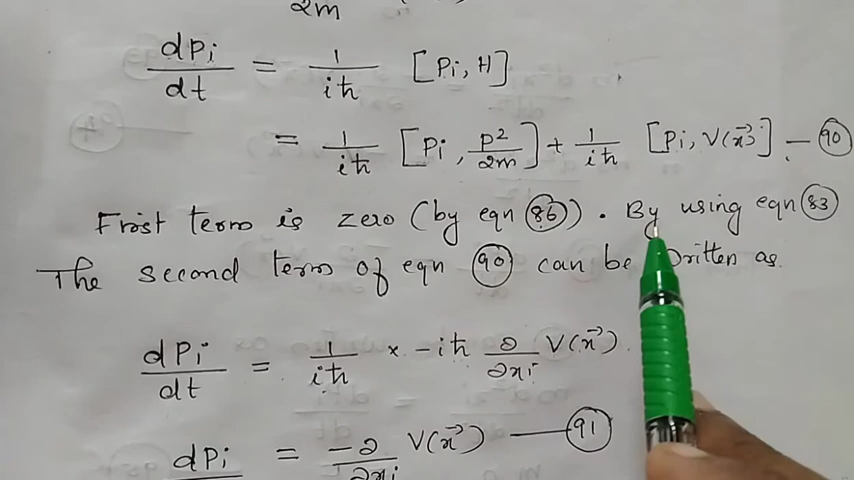 2m
dPi/dt = 1/iħ [Pi, H]
= 1/iħ [Pi, p²/2m] + 1/iħ [Pi, V(x⃗)] — 90
First term is zero (by eqn 86). By using eqn 83
The second term of eqn 90 can be written as
dPi/dt = 1/iħ × -iħ ∂/∂xi V(x⃗).
dPi = -∂/∂xi V(x⃗) — 91